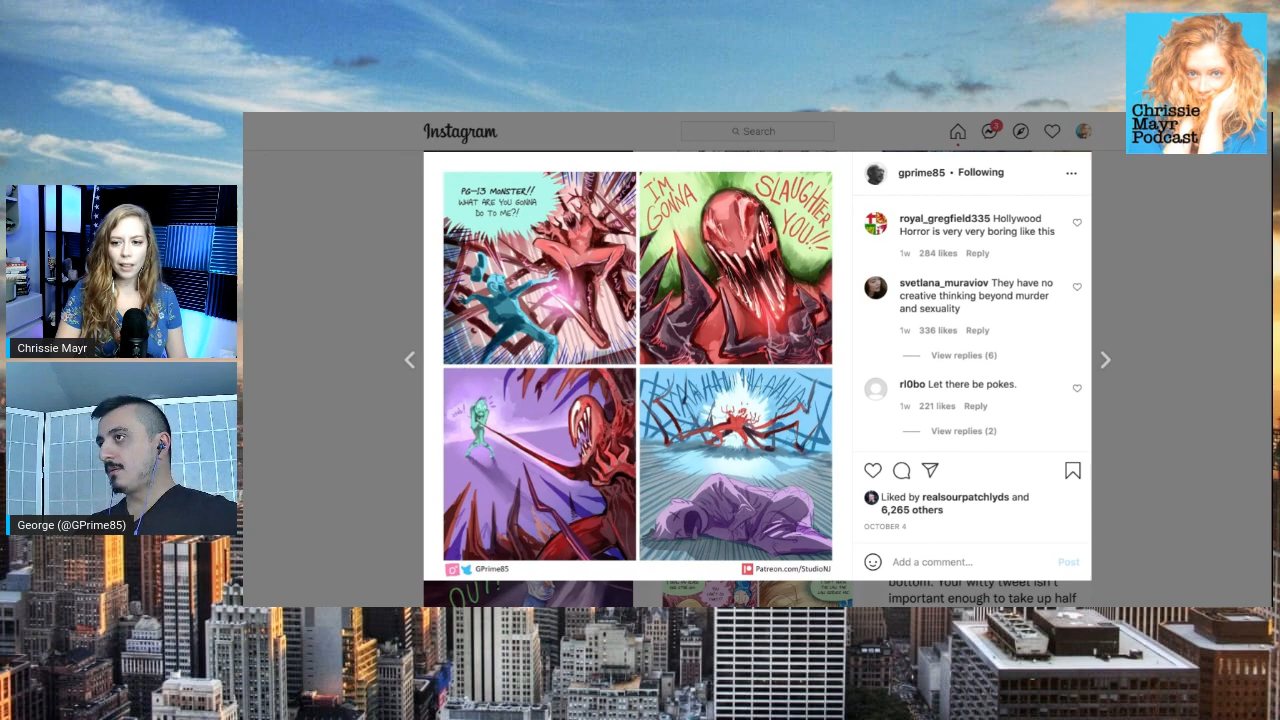 Chrissie
Mayr
Podcast
Instagram
Search
3
Chrissie Mayr
George (@GPrime85)
PG-13 MONSTER!!
WHAT ARE YOU GONNA
DO TO ME?!
I'M
GONNA
SLAUGHTER
YOU!!
GPrime85
Patreon.com/StudioNJ
gprime85 • Following
royal_gregfield335 Hollywood
Horror is very very boring like this
1w 284 likes Reply
svetlana_muraviov They have no
creative thinking beyond murder
and sexuality
1w 336 likes Reply
View replies (6)
rl0bo Let there be pokes.
1w 221 likes Reply
View replies (2)
Liked by realsourpatchlyds and
6,265 others
OCTOBER 4
Add a comment...
Post
bottom. Your witty tweet isn't
important enough to take up half